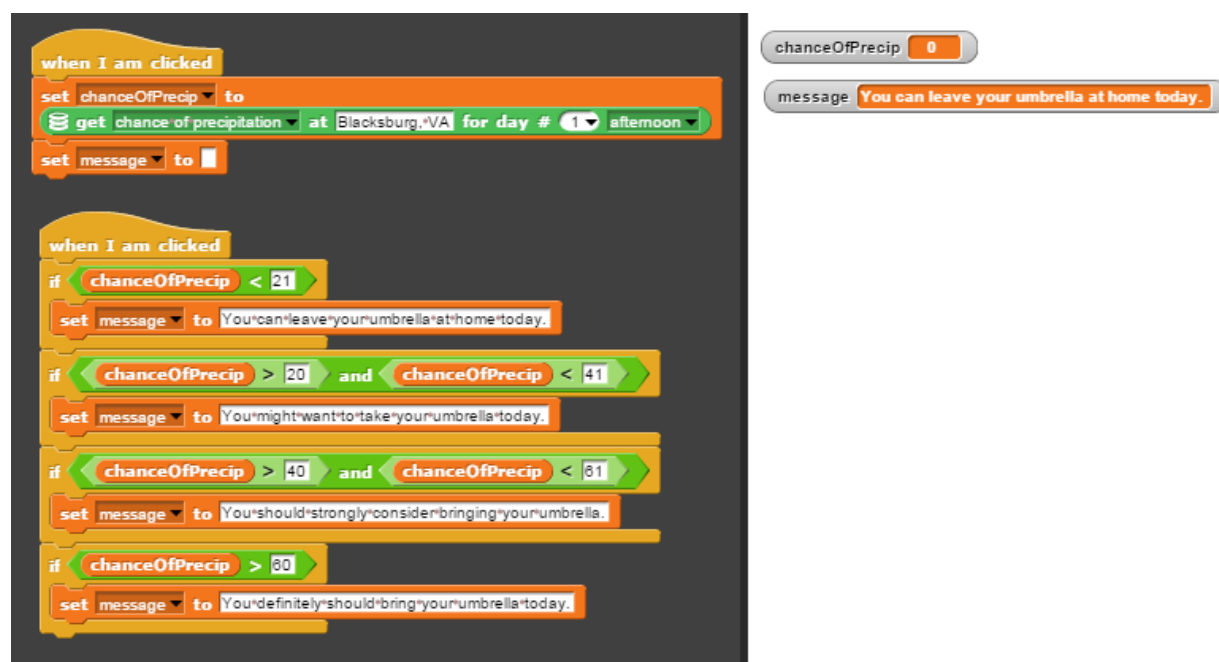 when I am clicked
set chanceOfPrecip to
get chance of precipitation at Blacksburg, VA for day # 1 afternoon
set message to
when I am clicked
if chanceOfPrecip < 21
set message to You can leave your umbrella at home today.
if chanceOfPrecip > 20 and chanceOfPrecip < 41
set message to You might want to take your umbrella today.
if chanceOfPrecip > 40 and chanceOfPrecip < 61
set message to You should strongly consider bringing your umbrella.
if chanceOfPrecip > 60
set message to You definitely should bring your umbrella today.
chanceOfPrecip 0
message You can leave your umbrella at home today.